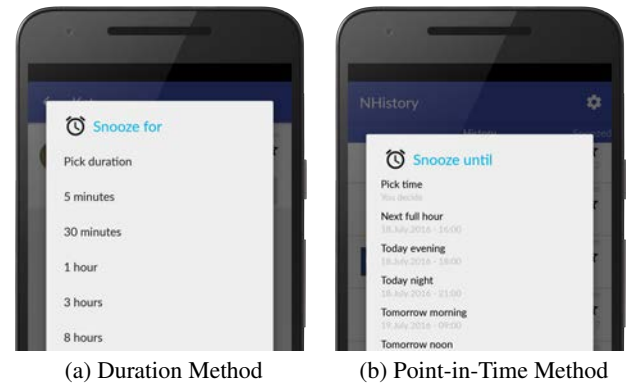 Snooze for
Pick duration
5 minutes
30 minutes
1 hour
3 hours
8 hours
(a) Duration Method
NHistory
History
Snoozed
Snooze until
Pick time
You decide
Next full hour
18.July.2016 - 16:00
Today evening
18.July.2016 - 18:00
Today night
18.July.2016 - 21:00
Tomorrow morning
19.July.2016 - 09:00
Tomorrow noon
(b) Point-in-Time Method